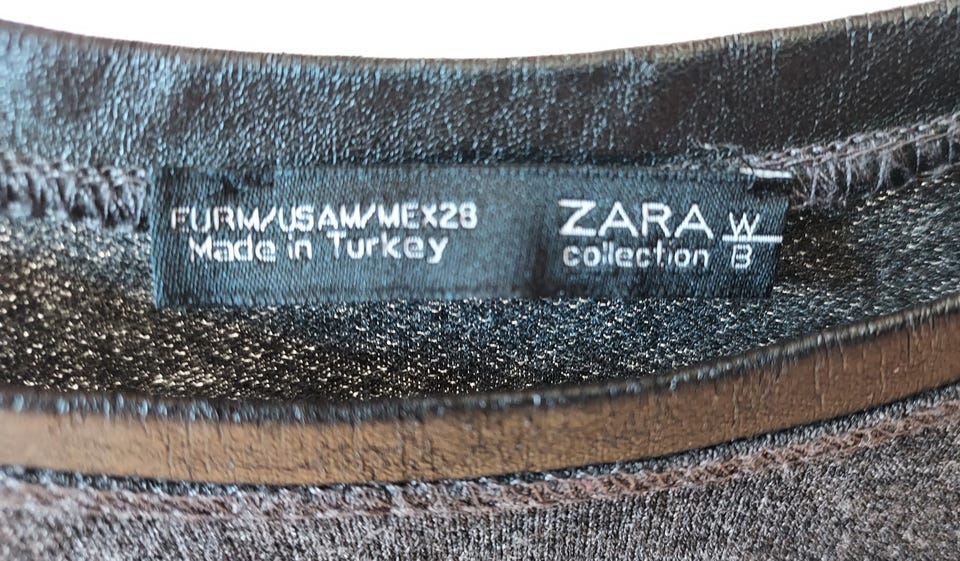 EURM/USAM/MEX28
Made in Turkey
ZARA W
collection B